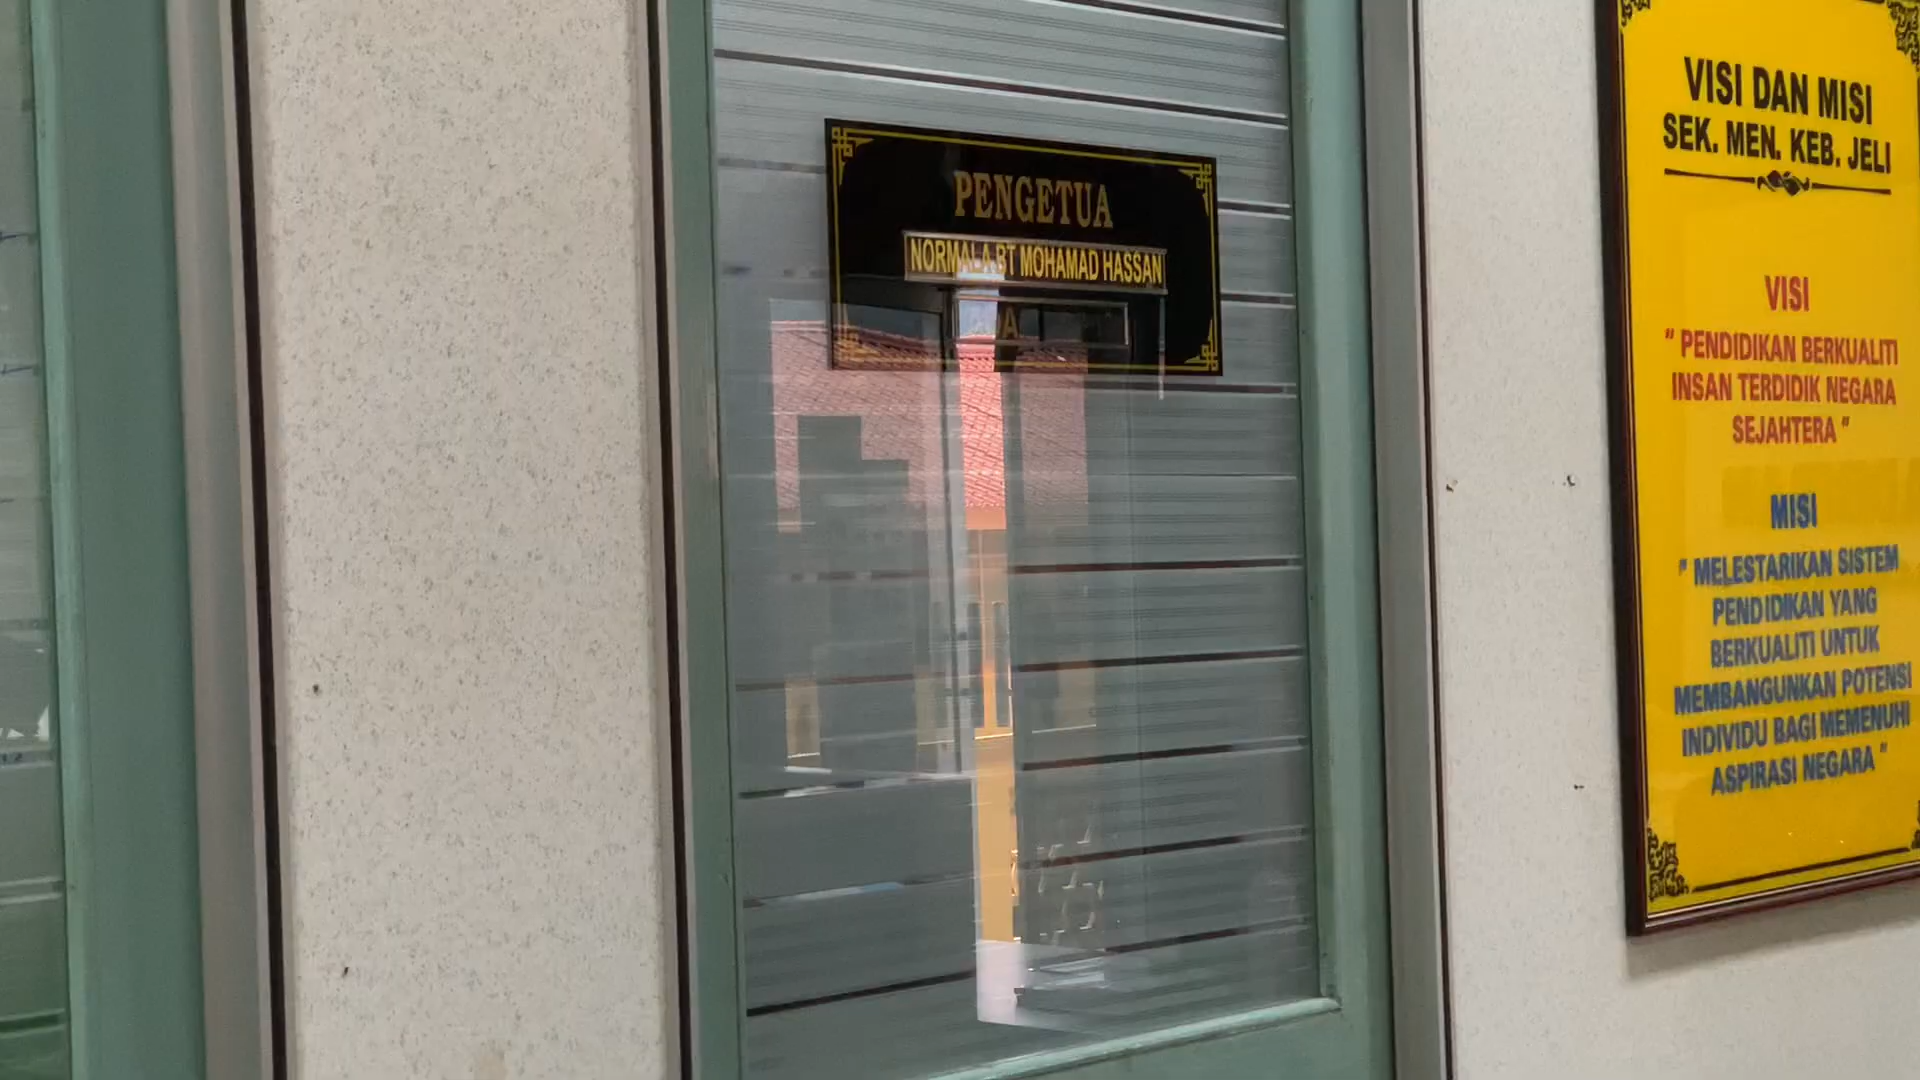 PENGETUA
NORMALA BT MOHAMAD HASSAN
VISI DAN MISI
SEK. MEN. KEB. JELI
VISI
" PENDIDIKAN BERKUALITI
INSAN TERDIDIK NEGARA
SEJAHTERA "
MISI
" MELESTARIKAN SISTEM
PENDIDIKAN YANG
BERKUALITI UNTUK
MEMBANGUNKAN POTENSI
INDIVIDU BAGI MEMENUHI
ASPIRASI NEGARA "